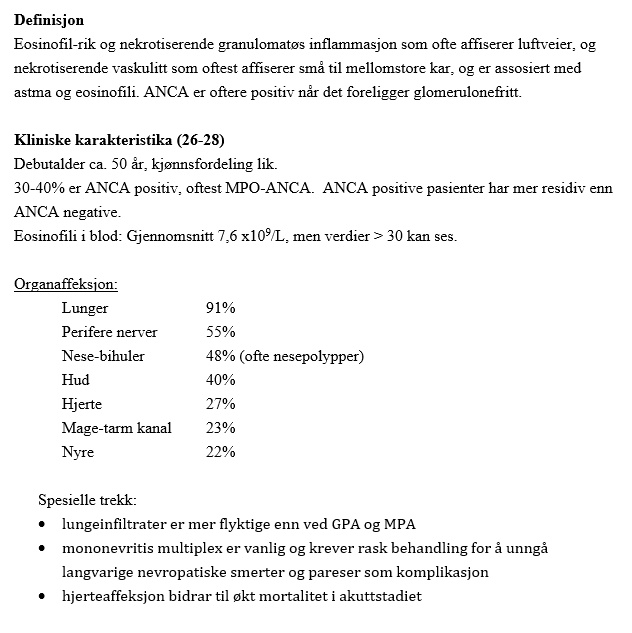 Definisjon
Eosinofil-rik og nekrotiserende granulomatøs inflammasjon som ofte affiserer luftveier, og
nekrotiserende vaskulitt som oftest affiserer små til mellomstore kar, og er assosiert med
astma og eosinofili. ANCA er oftere positiv når det foreligger glomerulonefritt.
Kliniske karakteristika (26-28)
Debutalder ca. 50 år, kjønnsfordeling lik.
30-40% er ANCA positiv, oftest MPO-ANCA.  ANCA positive pasienter har mer residiv enn
ANCA negative.
Eosinofili i blod: Gjennomsnitt 7,6 x10⁹/L, men verdier > 30 kan ses.
Organaffeksjon:
Lunger 91%
Perifere nerver 55%
Nese-bihuler 48% (ofte nesepolypper)
Hud 40%
Hjerte 27%
Mage-tarm kanal 23%
Nyre 22%
Spesielle trekk:
• lungeinfiltrater er mer flyktige enn ved GPA og MPA
• mononevritis multiplex er vanlig og krever rask behandling for å unngå
langvarige nevropatiske smerter og pareser som komplikasjon
• hjerteaffeksjon bidrar til økt mortalitet i akuttstadiet